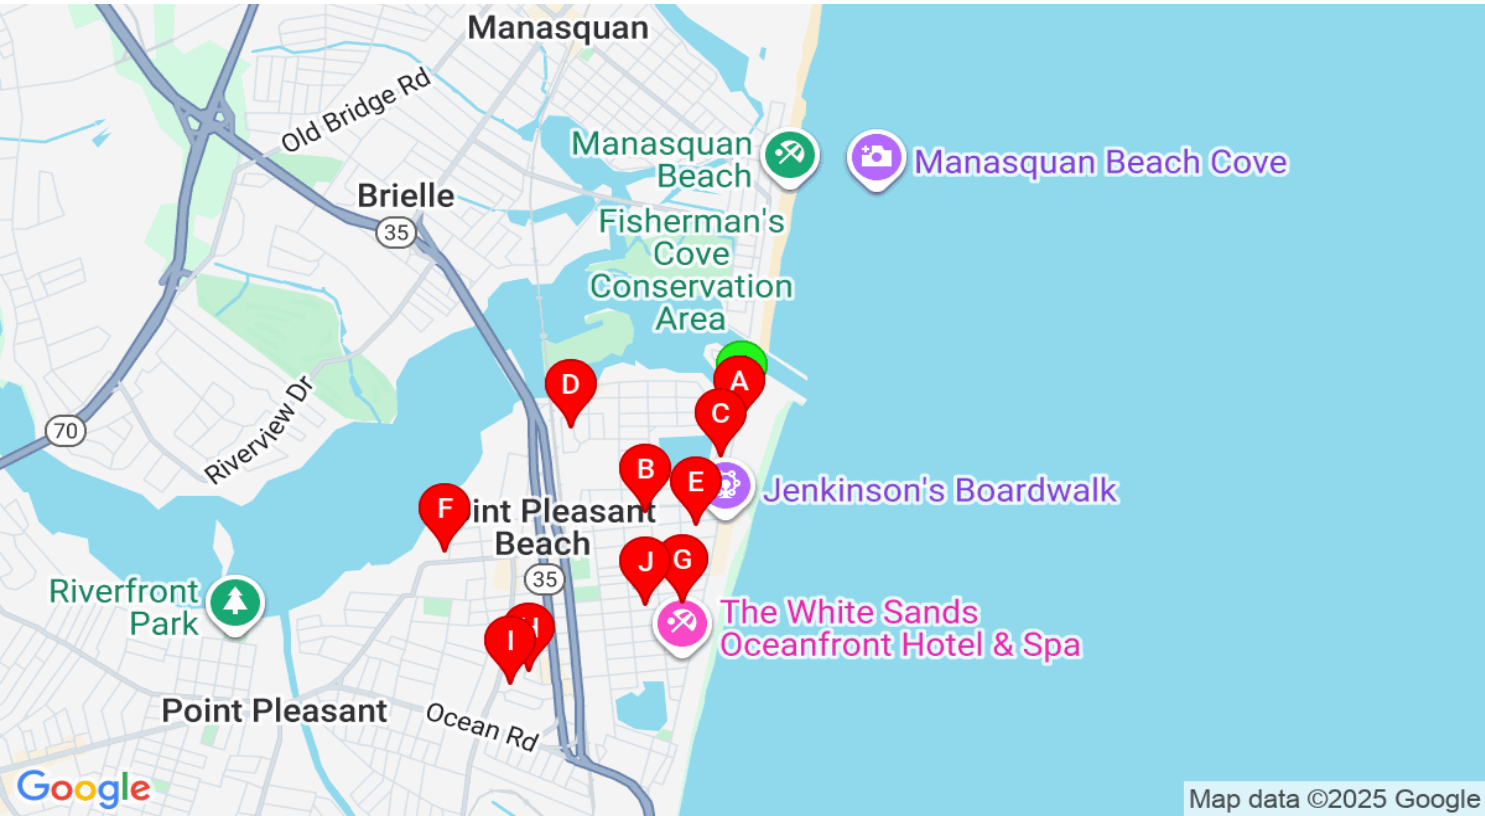 Manasquan
Old Bridge Rd
Manasquan
Beach
Manasquan Beach Cove
Brielle
35
Fisherman's
Cove
Conservation
Area
A
D
C
70
Riverview Dr
B
E
Jenkinson's Boardwalk
F
int Pleasant
Beach
J
G
35
Riverfront
Park
The White Sands
Oceanfront Hotel & Spa
H
I
Point Pleasant
Ocean Rd
Google
Map data ©2025 Google